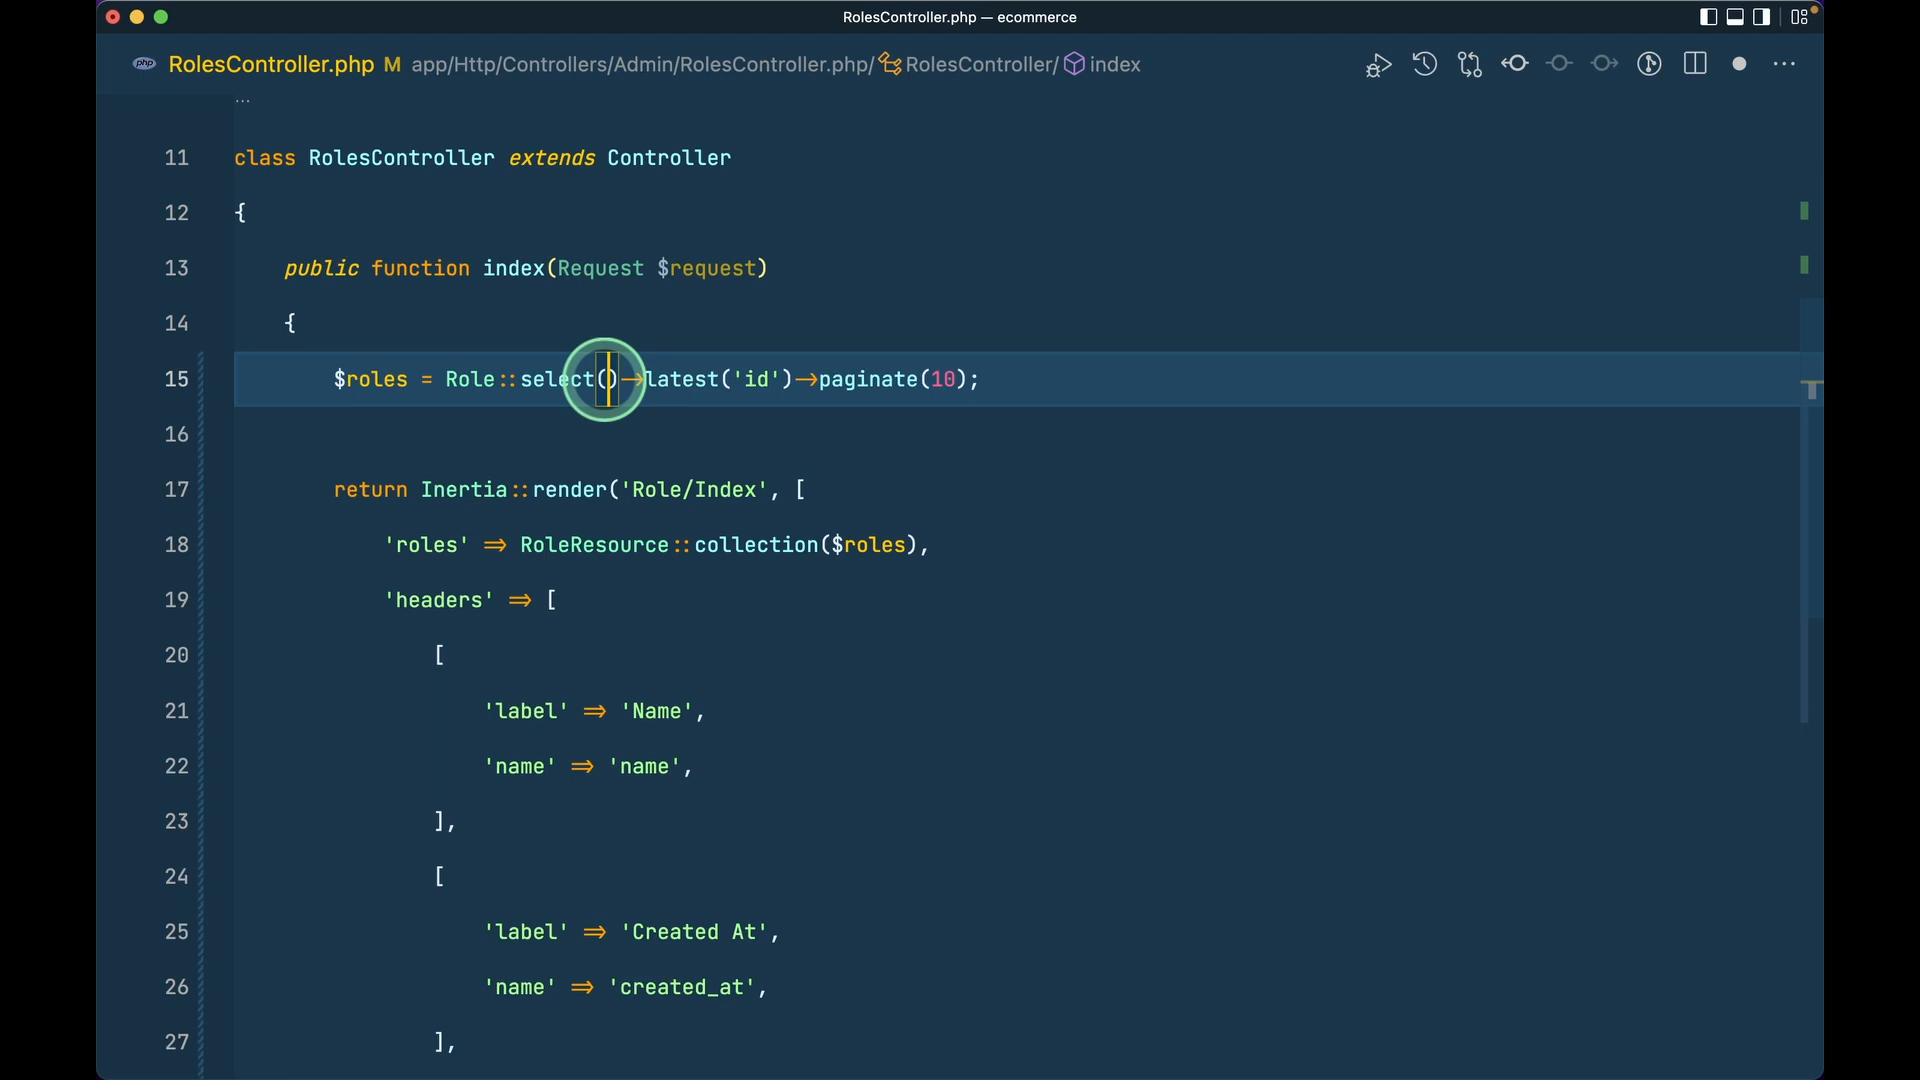 RolesController.php — ecommerce
php RolesController.php M app/Http/Controllers/Admin/RolesController.php/ RolesController/ index
...
11 class RolesController extends Controller
12 {
13 public function index(Request $request)
14 {
15 $roles = Role::select()->latest('id')->paginate(10);
16
17 return Inertia::render('Role/Index', [
18 'roles' => RoleResource::collection($roles),
19 'headers' => [
20 [
21 'label' => 'Name',
22 'name' => 'name',
23 ],
24 [
25 'label' => 'Created At',
26 'name' => 'created_at',
27 ],